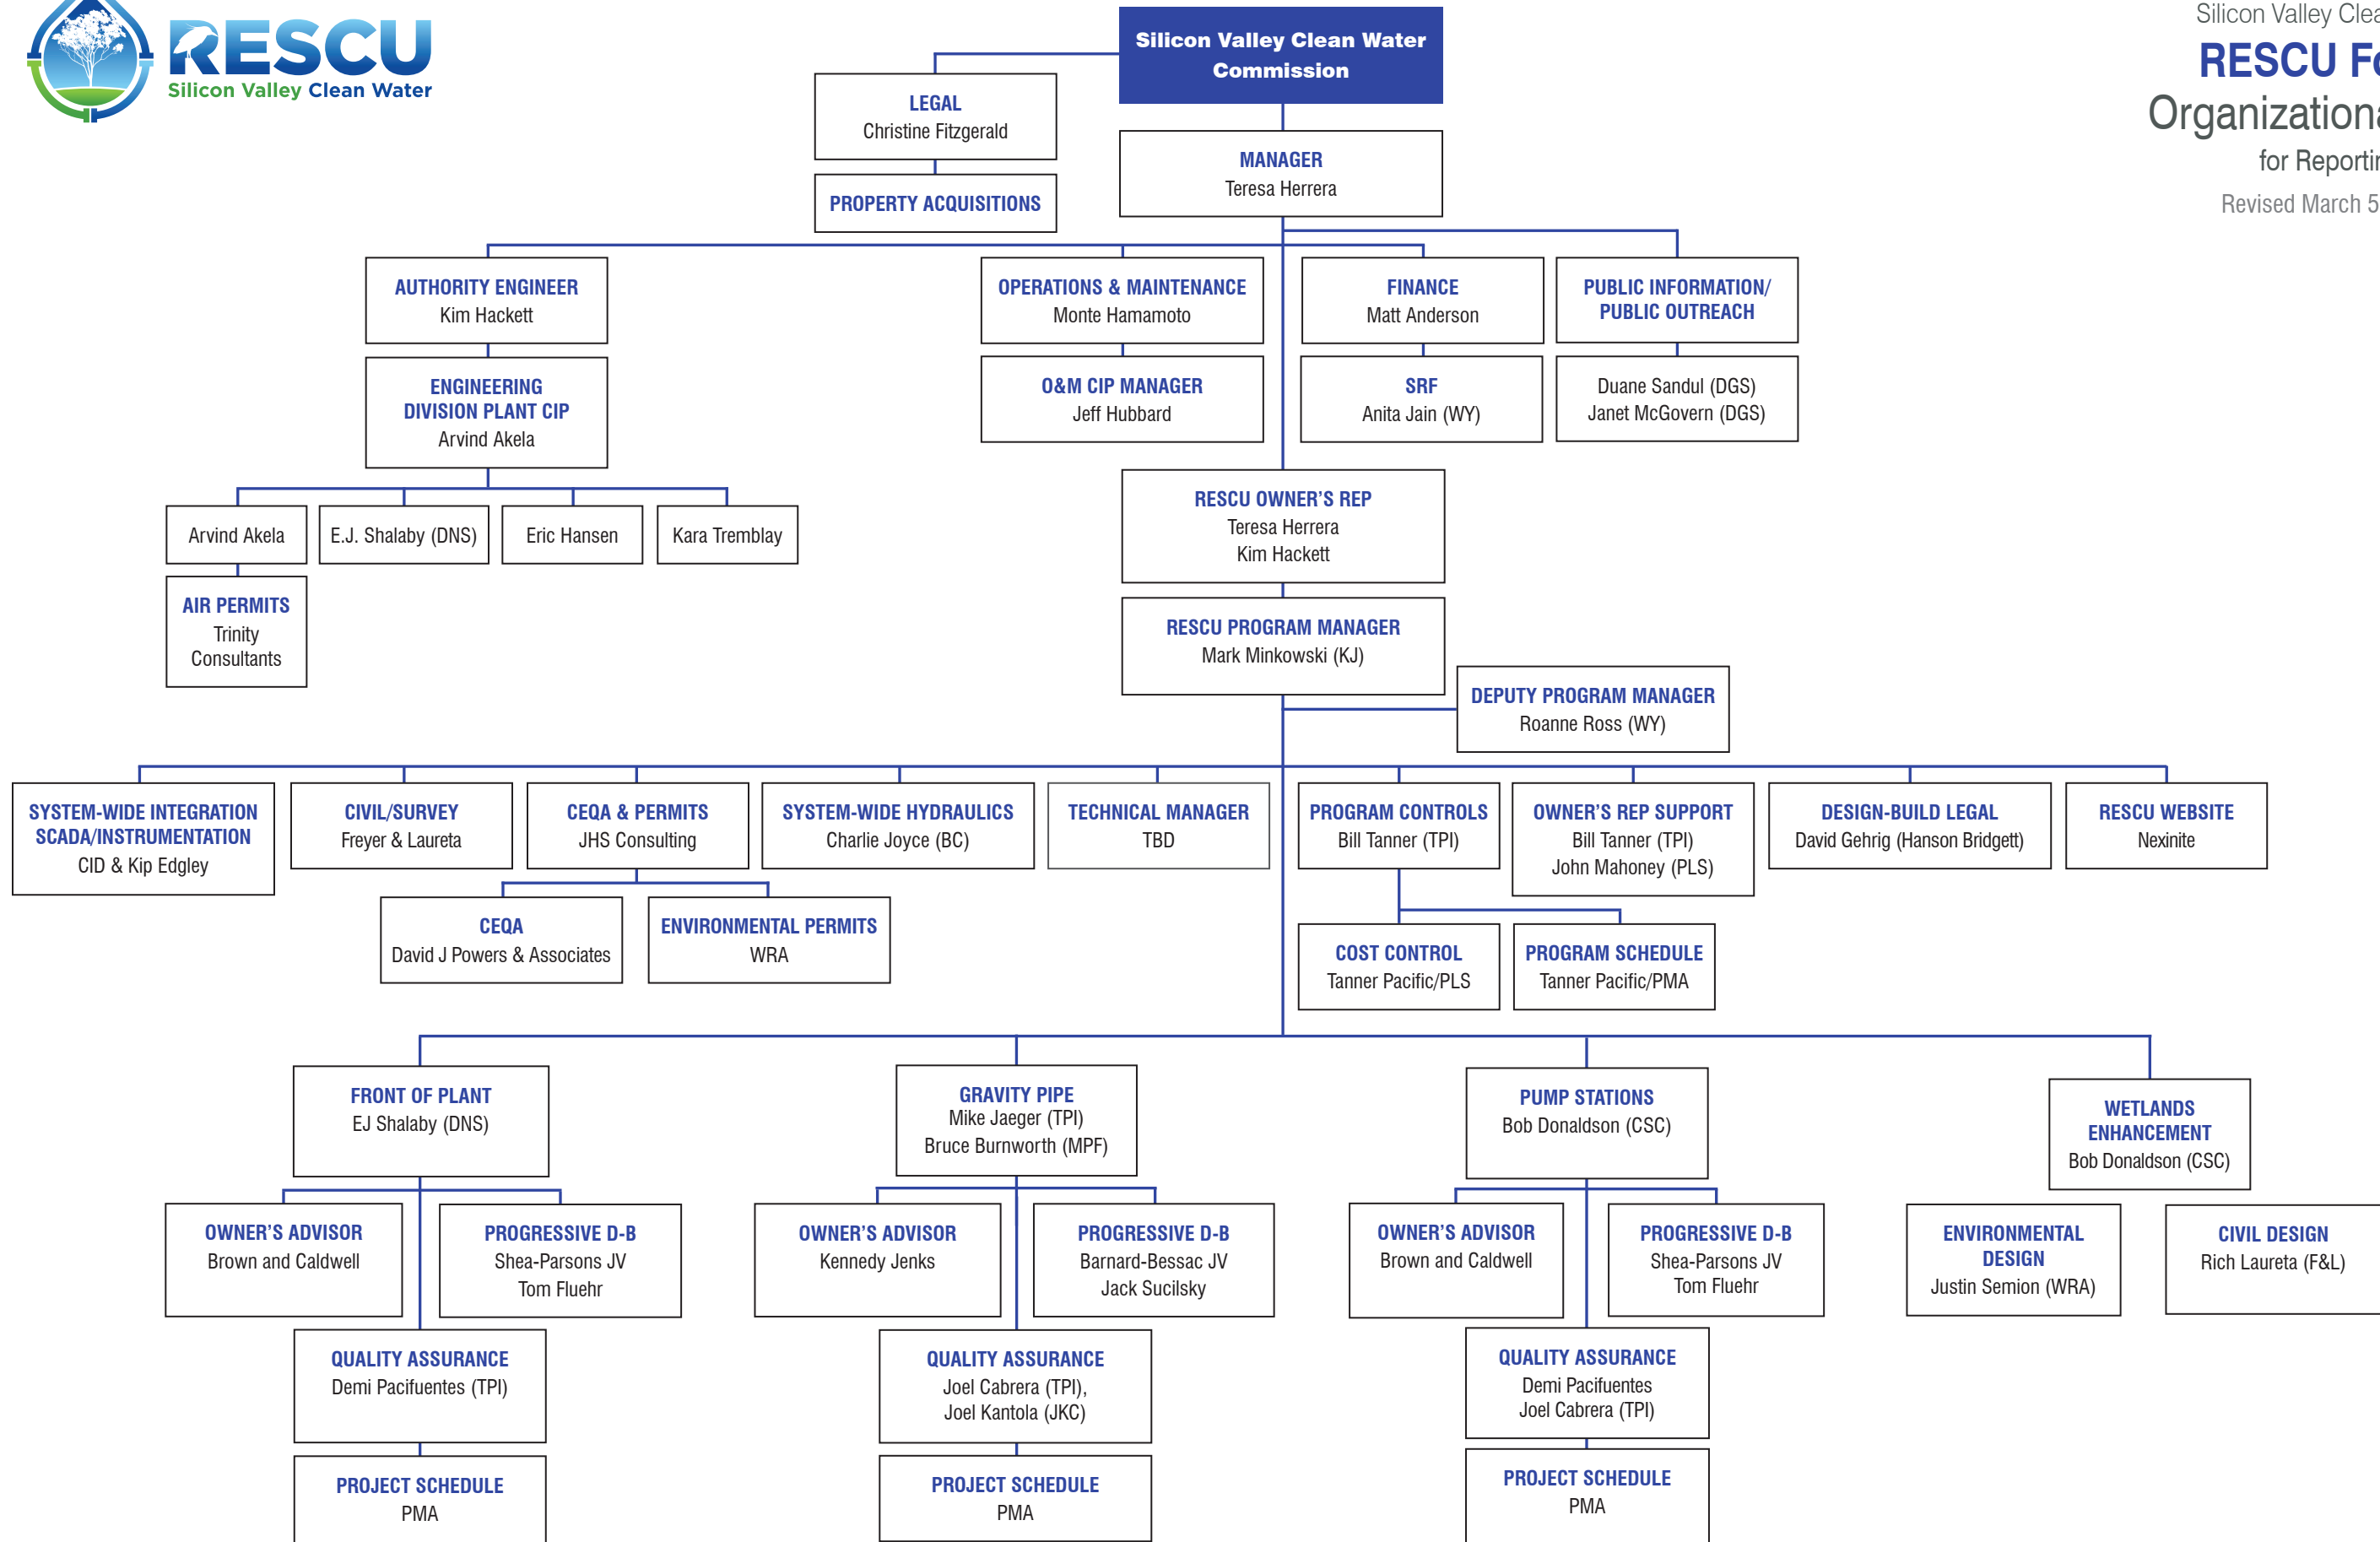 RESCU
Silicon Valley Clean Water
Silicon Valley
RESCU
for
Revised March 5
Silicon Valley Clean Water
Commission
LEGAL
Christine Fitzgerald
PROPERTY ACQUISITIONS
MANAGER
Teresa Herrera
AUTHORITY ENGINEER
Kim Hackett
OPERATIONS & MAINTENANCE
Monte Hamamoto
FINANCE
Matt Anderson
PUBLIC INFORMATION/
PUBLIC OUTREACH
ENGINEERING
DIVISION PLANT CIP
Arvind Akela
O&M CIP MANAGER
Jeff Hubbard
SRF
Anita Jain (WY)
Duane Sandul (DGS)
Janet McGovern (DGS)
Arvind Akela
E.J. Shalaby (DNS)
Eric Hansen
Kara Tremblay
AIR PERMITS
Trinity
Consultants
RESCU OWNER’S REP
Teresa Herrera
Kim Hackett
RESCU PROGRAM MANAGER
Mark Minkowski (KJ)
DEPUTY PROGRAM MANAGER
Roanne Ross (WY)
SYSTEM-WIDE INTEGRATION
SCADA/INSTRUMENTATION
CID & Kip Edgley
CIVIL/SURVEY
Freyer & Laureta
CEQA & PERMITS
JHS Consulting
SYSTEM-WIDE HYDRAULICS
Charlie Joyce (BC)
TECHNICAL MANAGER
TBD
PROGRAM CONTROLS
Bill Tanner (TPI)
OWNER’S REP SUPPORT
Bill Tanner (TPI)
John Mahoney (PLS)
DESIGN-BUILD LEGAL
David Gehrig (Hanson Bridgett)
RESCU WEBSITE
Nexinite
CEQA
David J Powers & Associates
ENVIRONMENTAL PERMITS
WRA
COST CONTROL
Tanner Pacific/PLS
PROGRAM SCHEDULE
Tanner Pacific/PMA
FRONT OF PLANT
EJ Shalaby (DNS)
GRAVITY PIPE
Mike Jaeger (TPI)
Bruce Burnworth (MPF)
PUMP STATIONS
Bob Donaldson (CSC)
WETLANDS
ENHANCEMENT
Bob Donaldson (CSC)
OWNER’S ADVISOR
Brown and Caldwell
PROGRESSIVE D-B
Shea-Parsons JV
Tom Fluehr
OWNER’S ADVISOR
Kennedy Jenks
PROGRESSIVE D-B
Barnard-Bessac JV
Jack Sucilsky
OWNER’S ADVISOR
Brown and Caldwell
PROGRESSIVE D-B
Shea-Parsons JV
Tom Fluehr
ENVIRONMENTAL
DESIGN
Justin Semion (WRA)
CIVIL DESIGN
Rich Laureta (F&L)
QUALITY ASSURANCE
Demi Pacifuentes (TPI)
QUALITY ASSURANCE
Joel Cabrera (TPI),
Joel Kantola (JKC)
QUALITY ASSURANCE
Demi Pacifuentes
Joel Cabrera (TPI)
PROJECT SCHEDULE
PMA
PROJECT SCHEDULE
PMA
PROJECT SCHEDULE
PMA